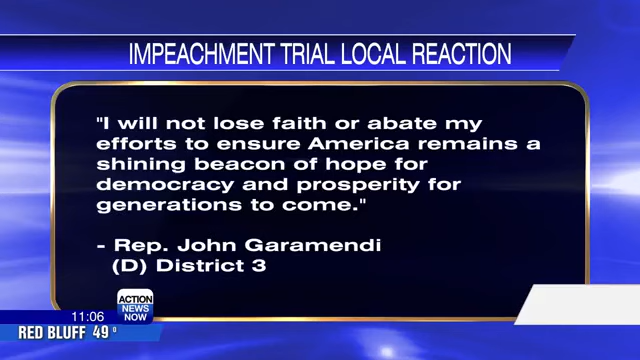 IMPEACHMENT TRIAL LOCAL REACTION
"I will not lose faith or abate my
efforts to ensure America remains a
shining beacon of hope for
democracy and prosperity for
generations to come."
- Rep. John Garamendi
(D) District 3
ACTION
NEWS
NOW
11:06
RED BLUFF 49°